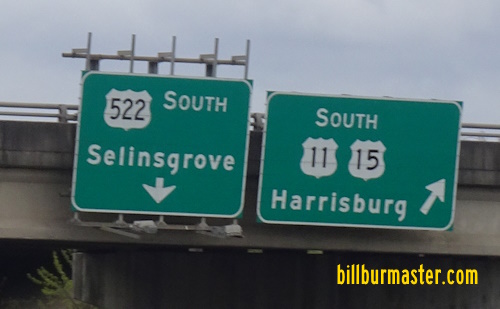 522 SOUTH
Selinsgrove
SOUTH
11 15
Harrisburg
billburmaster.com